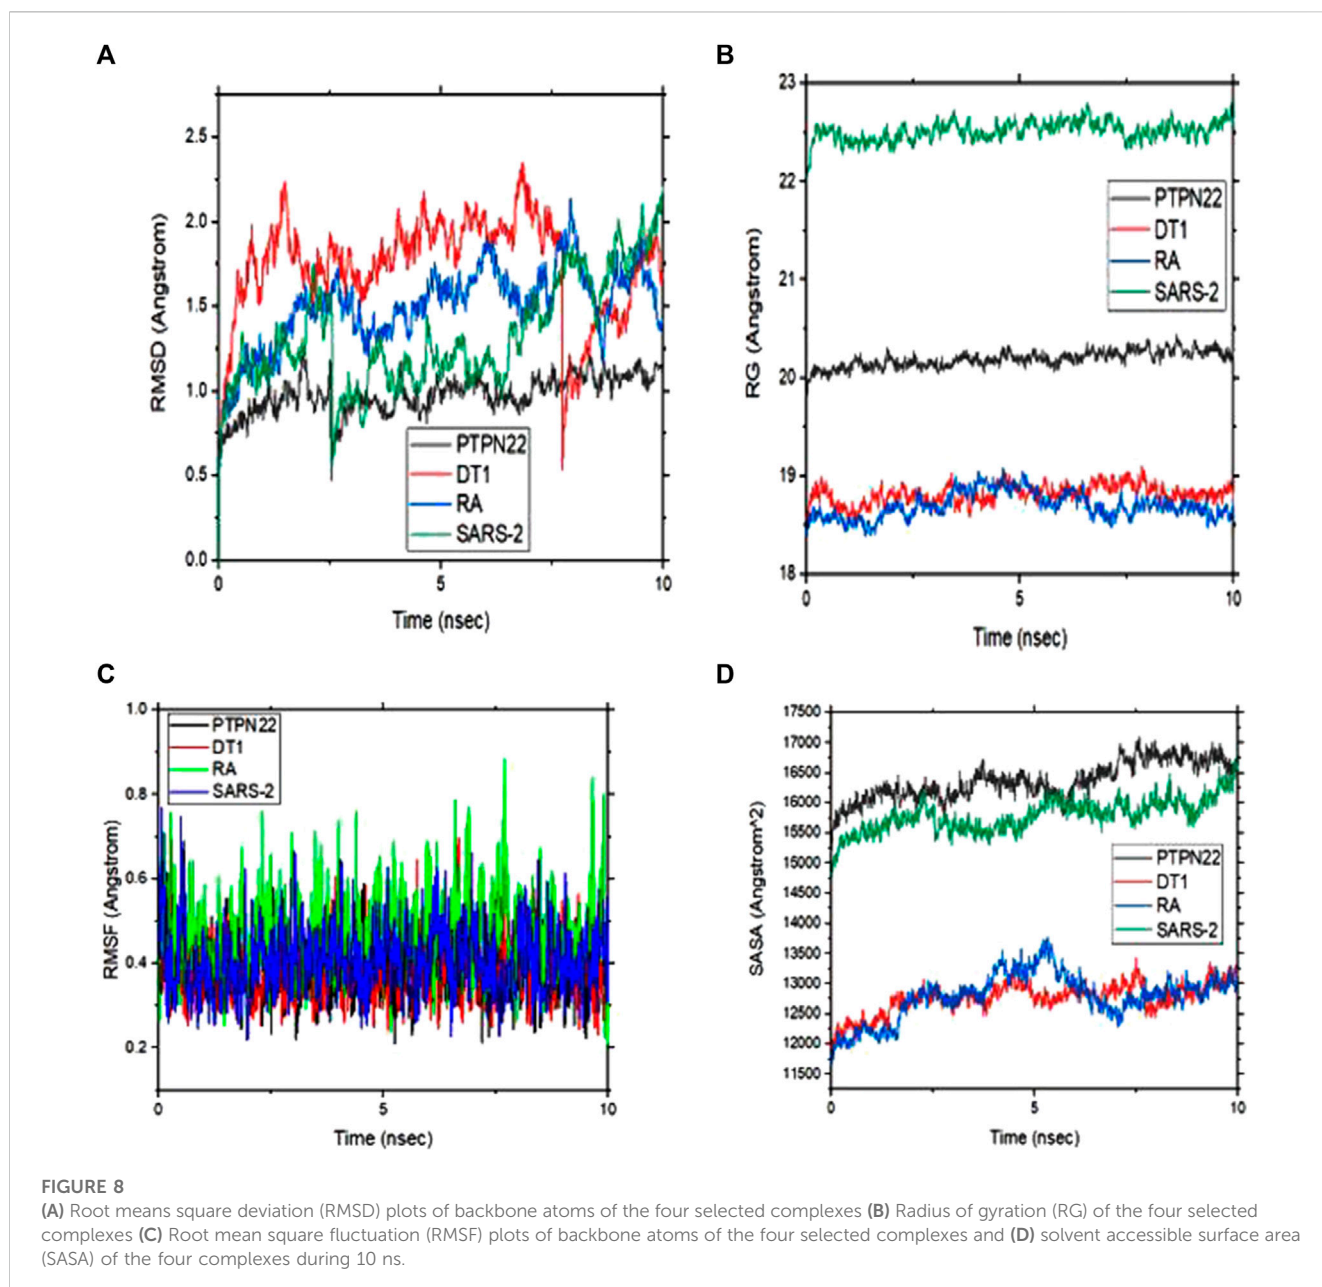 A
2.5
2.0
1.5
1.0
0.5
0.0
RMSD (Angstrom)
PTPN22
DT1
RA
SARS-2
0
5
10
Time (nsec)
B
23
22
21
20
19
18
RG (Angstrom)
PTPN22
DT1
RA
SARS-2
0
5
10
Time (nsec)
C
1.0
0.8
0.6
0.4
0.2
RMSF (Angstrom)
PTPN22
DT1
RA
SARS-2
0
5
10
Time (nsec)
D
17500
17000
16500
16000
15500
15000
14500
14000
13500
13000
12500
12000
11500
SASA (Angstrom^2)
PTPN22
DT1
RA
SARS-2
0
5
10
Time (nsec)
FIGURE 8
(A) Root means square deviation (RMSD) plots of backbone atoms of the four selected complexes (B) Radius of gyration (RG) of the four selected
complexes (C) Root mean square fluctuation (RMSF) plots of backbone atoms of the four selected complexes and (D) solvent accessible surface area
(SASA) of the four complexes during 10 ns.